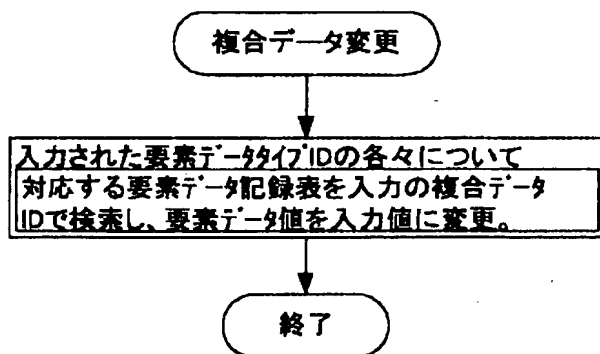 複合データ変更
入力された要素ﾃﾞｰﾀﾀｲﾌﾟIDの各々について
対応する要素ﾃﾞｰﾀ記録表を入力の複合データ
IDで検索し、要素ﾃﾞｰﾀ値を入力値に変更。
終了